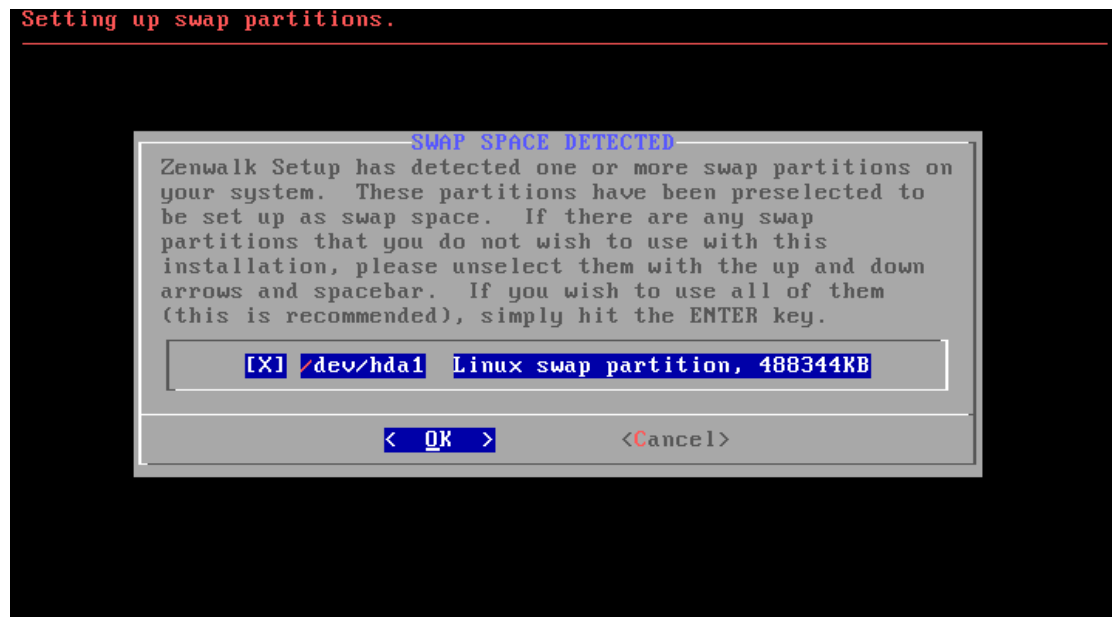 Setting up swap partitions.
SWAP SPACE DETECTED
Zenwalk Setup has detected one or more swap partitions on
your system.  These partitions have been preselected to
be set up as swap space.  If there are any swap
partitions that you do not wish to use with this
installation, please unselect them with the up and down
arrows and spacebar.  If you wish to use all of them
(this is recommended), simply hit the ENTER key.
[X] /dev/hda1  Linux swap partition, 488344KB
<  OK  > <Cancel>